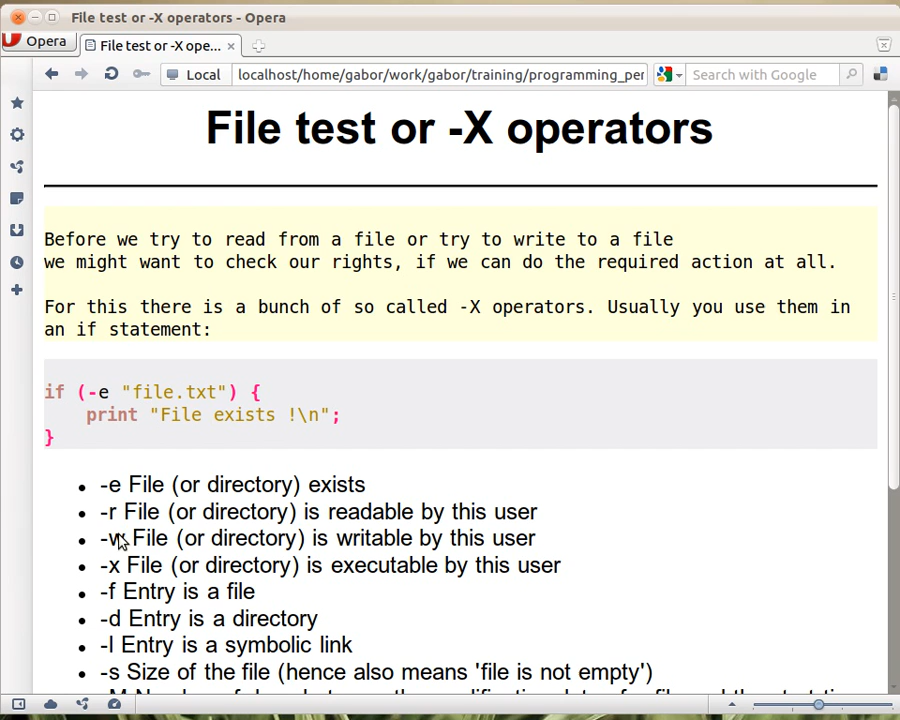 File test or -X operators - Opera
Opera
File test or -X ope...
Local
localhost/home/gabor/work/gabor/training/programming_per
Search with Google
File test or -X operators
Before we try to read from a file or try to write to a file
we might want to check our rights, if we can do the required action at all.
For this there is a bunch of so called -X operators. Usually you use them in
an if statement:
if (-e "file.txt") {
    print "File exists !\n";
}
• -e File (or directory) exists
• -r File (or directory) is readable by this user
• -w File (or directory) is writable by this user
• -x File (or directory) is executable by this user
• -f Entry is a file
• -d Entry is a directory
• -l Entry is a symbolic link
• -s Size of the file (hence also means 'file is not empty')